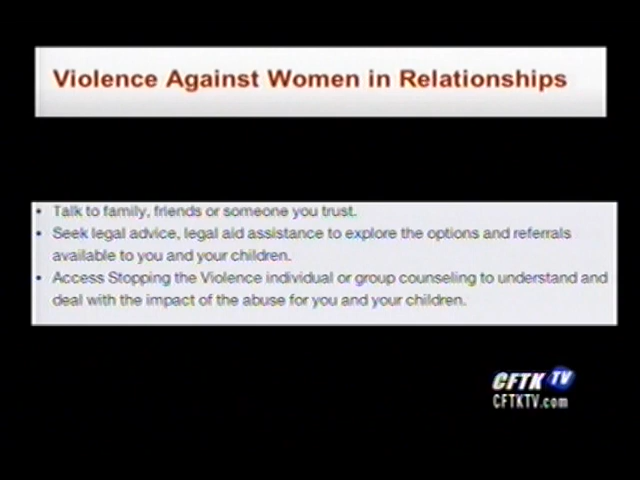 Violence Against Women in Relationships
• Talk to family, friends or someone you trust.
• Seek legal advice, legal aid assistance to explore the options and referrals
available to you and your children.
• Access Stopping the Violence individual or group counseling to understand and
deal with the impact of the abuse for you and your children.
CFTK TV
CFTKTV.com